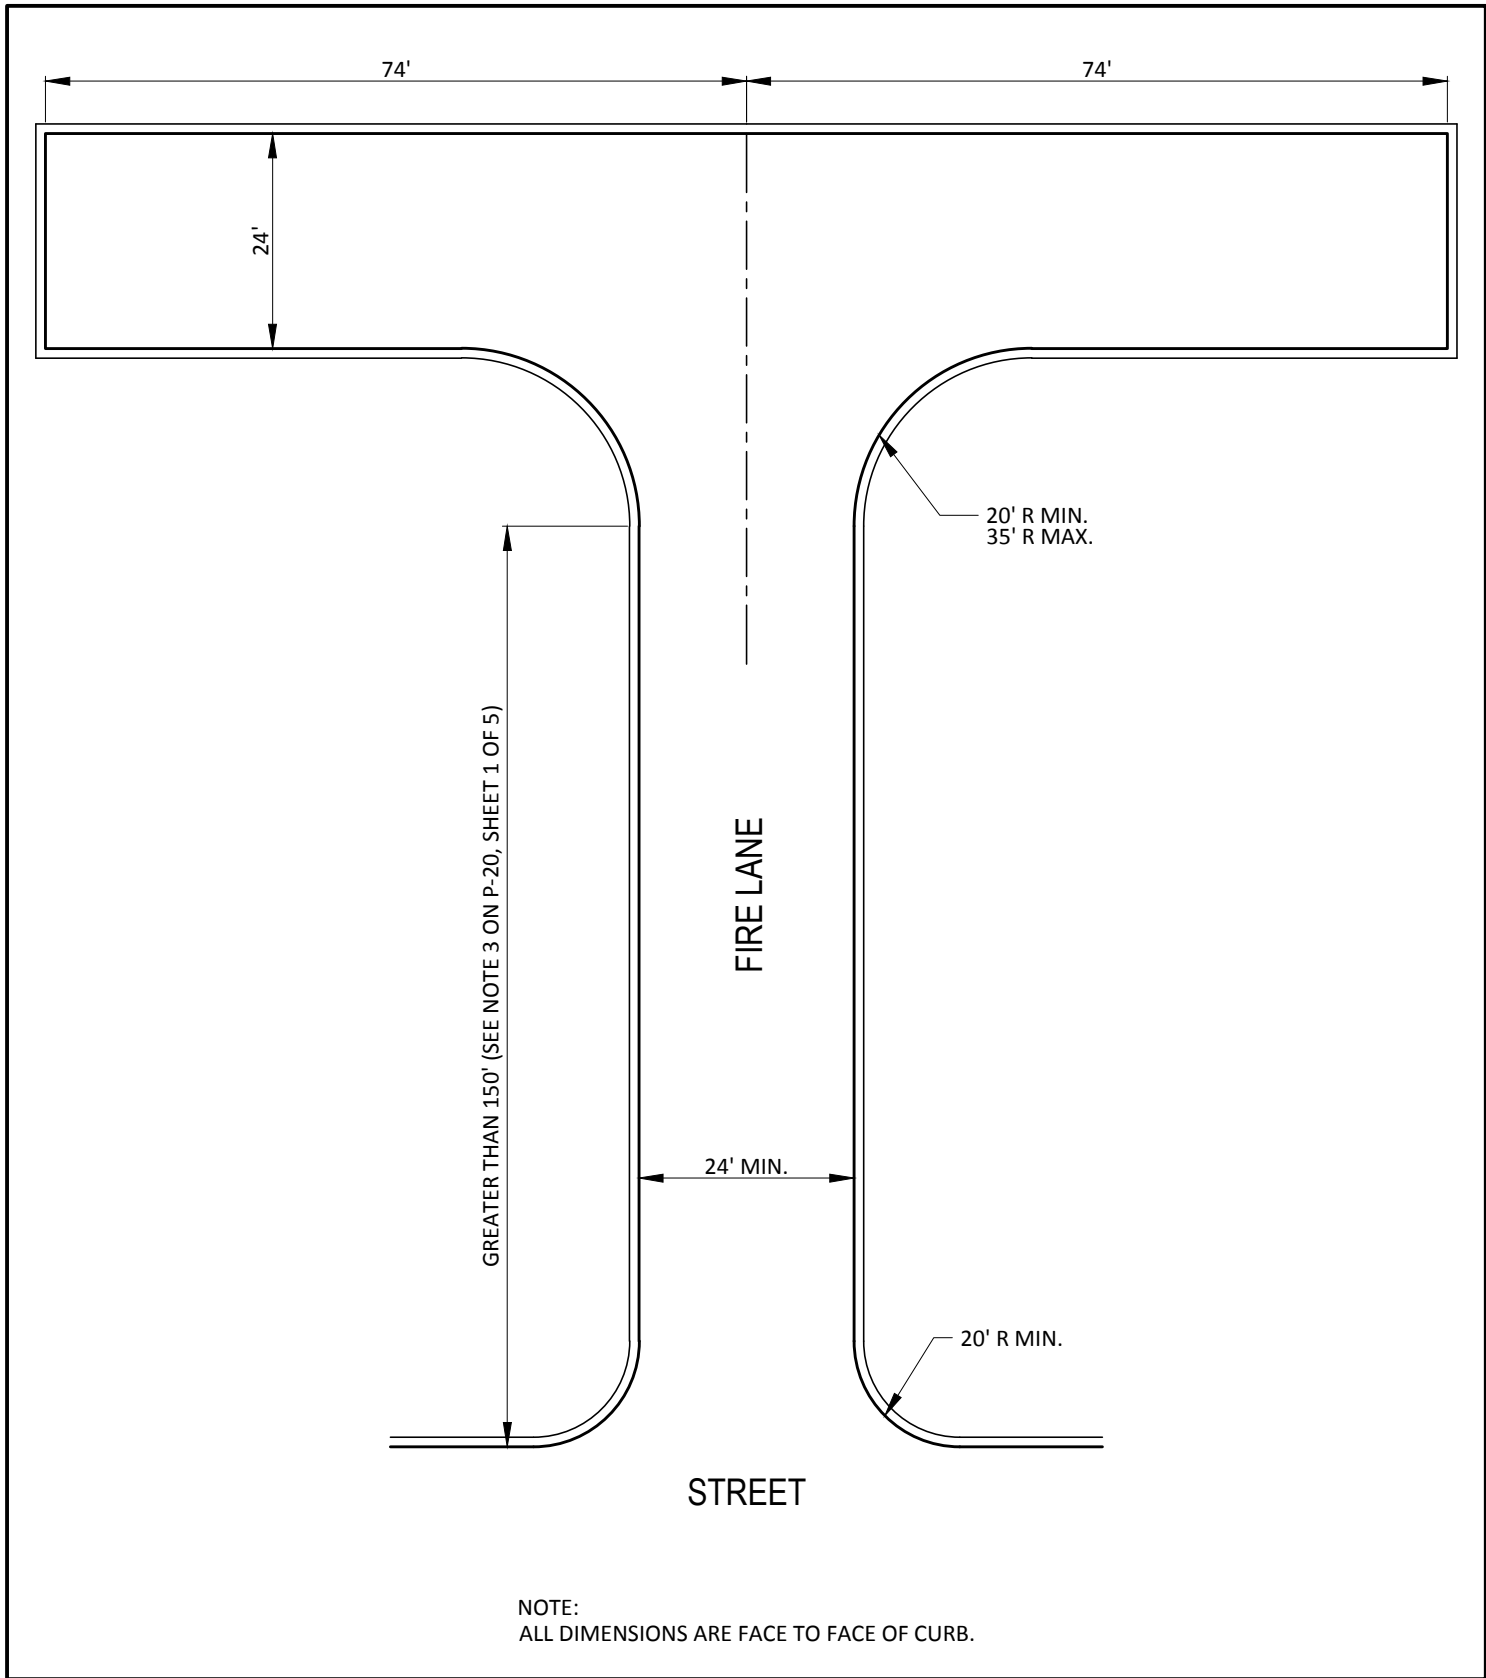 74'
74'
24'
20' R MIN.
35' R MAX.
GREATER THAN 150' (SEE NOTE 3 ON P-20, SHEET 1 OF 5)
FIRE LANE
24' MIN.
20' R MIN.
STREET
NOTE:
ALL DIMENSIONS ARE FACE TO FACE OF CURB.